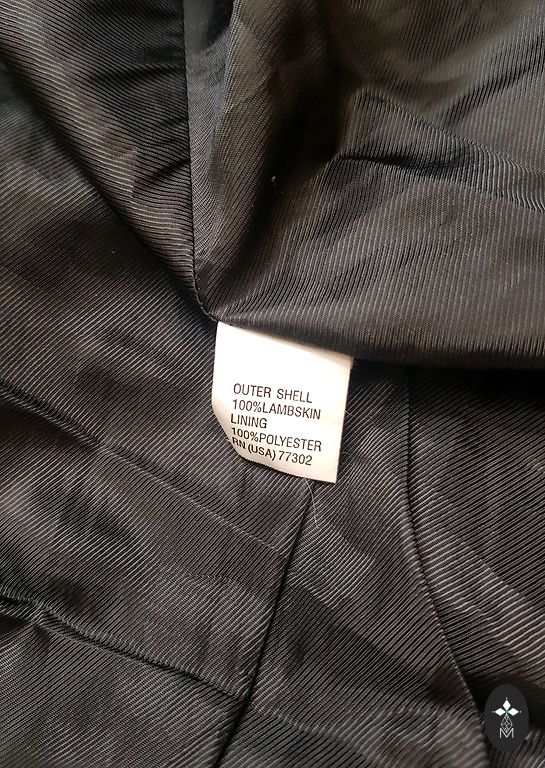 OUTER SHELL
100%LAMBSKIN
LINING
100%POLYESTER
RN (USA) 77302